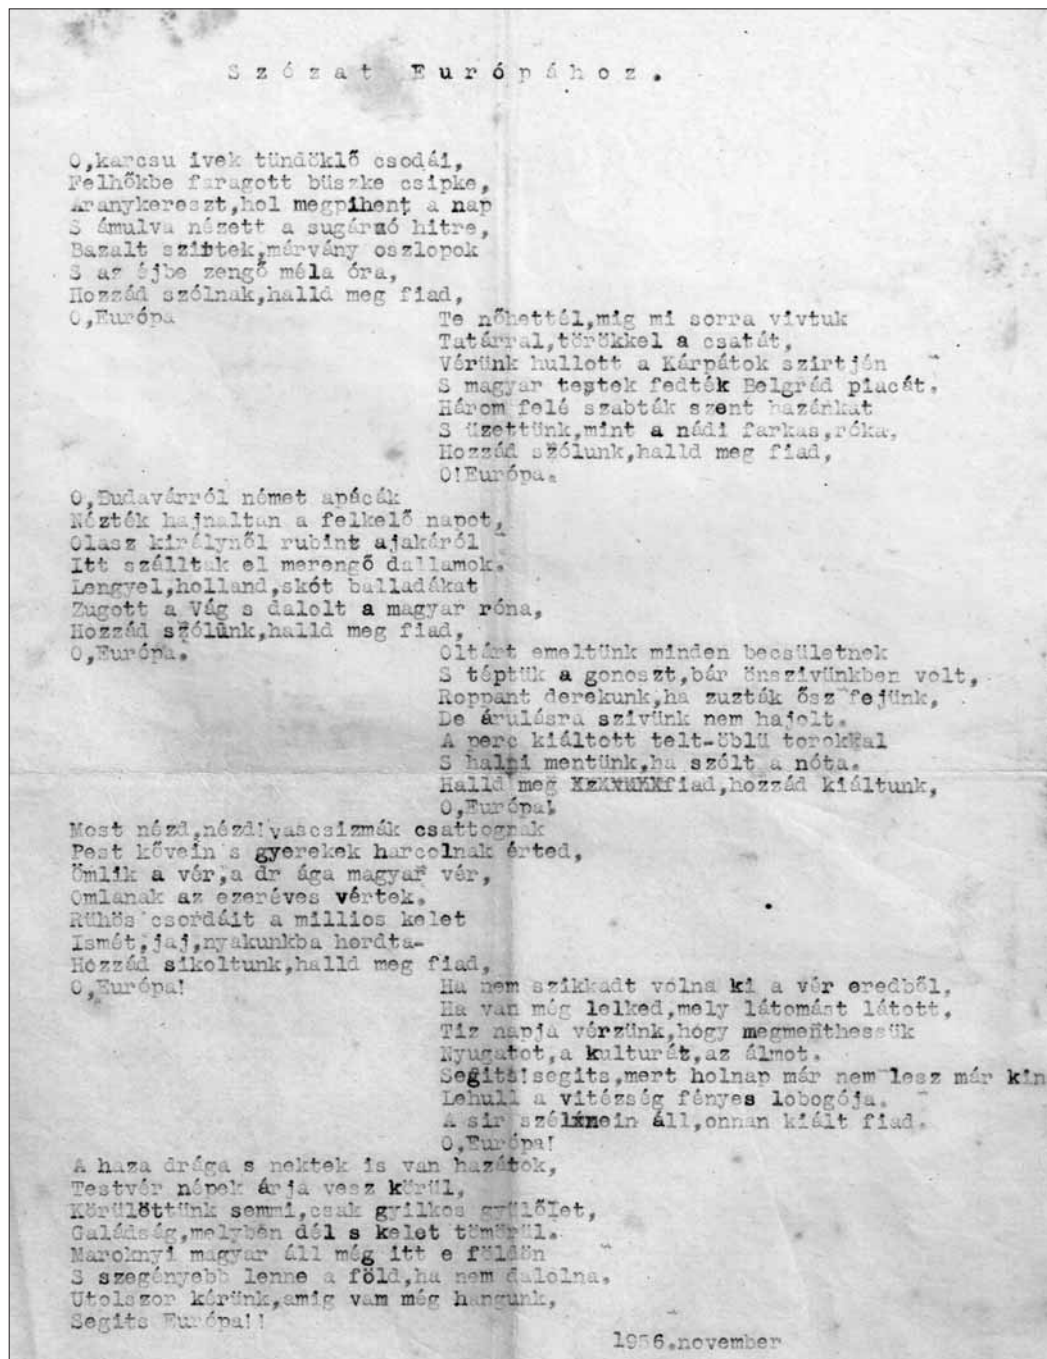 Szózat Európához.
O,karcsu ivek tündöklő csodái,
Felhőkbe faragott büszke csipke,
Aranykereszt,hol megpihent a nap
S ámulva nézett a sugárzó hitre,
Bazalt szirtek,márvány oszlopok
S az éjbe zengő méla óra,
Hozzád szólnak,halld meg fiad,
O,Európa
Te nőhettél,mig mi sorra vivtuk
Tatárral,törökkel a csatát,
Vérünk hullott a Kárpátok szirtjén
S magyar testek fedték Belgrád piacát.
Három felé szabták szent hazánkat
S üzettünk,mint a nádi farkas,róka,
Hozzád szólunk,halld meg fiad,
O!Európa.
O,Budavárról német apácák
Nézték hajnaltan a felkelő napot,
Olasz királynől rubint ajakáról
Itt szálltak el merengő dallamok.
Lengyel,holland,skót balladákat
Zugott a Vág s dalolt a magyar róna,
Hozzád szólunk,halld meg fiad,
O,Európa.
Oltárt emeltünk minden becsületnek
S téptük a gonoszt,bár önszivünkben volt,
Roppant derekunk,ha zuzták ősz fejünk,
De árulásra szivünk nem hajolt.
A perc kiáltott telt-öblü torokkal
S halni mentünk,ha szólt a nóta.
Halld meg fiad,hozzád kiáltunk,
O,Európa!
Most nézd,nézd!vascsizmák csattognak
Pest kővein s gyerekek harcolnak érted,
Ömlik a vér,a dr ága magyar vér,
Omlanak az ezeréves vértek.
Rühös csordáit a millios kelet
Ismét,jaj,nyakunkba hordta-
Hozzád sikoltunk,halld meg fiad,
O,Európa!
Ha nem szikkadt volna ki a vér eredből,
Ha van még lelked,mely látomást látott,
Tiz napja vérzünk,hogy megmenthessük
Nyugatot,a kulturát,az álmot.
Segits!segits,mert holnap már nem lesz már kin
Lehull a vitézség fényes lobogója.
A sir áll,onnan kiált fiad.
O,Európa!
A haza drága s nektek is van hazátok,
Testvér népek árja vesz körül,
Körülöttünk semmi,csak gyilkos gyülőlet,
Galádság,melyben dél s kelet tömörül.
Maroknyi magyar áll még itt e földön
S szegényebb lenne a föld,ha nem dalolna.
Utolszor kérünk,amig vam még hangunk,
Segits Európa!!
1956.november